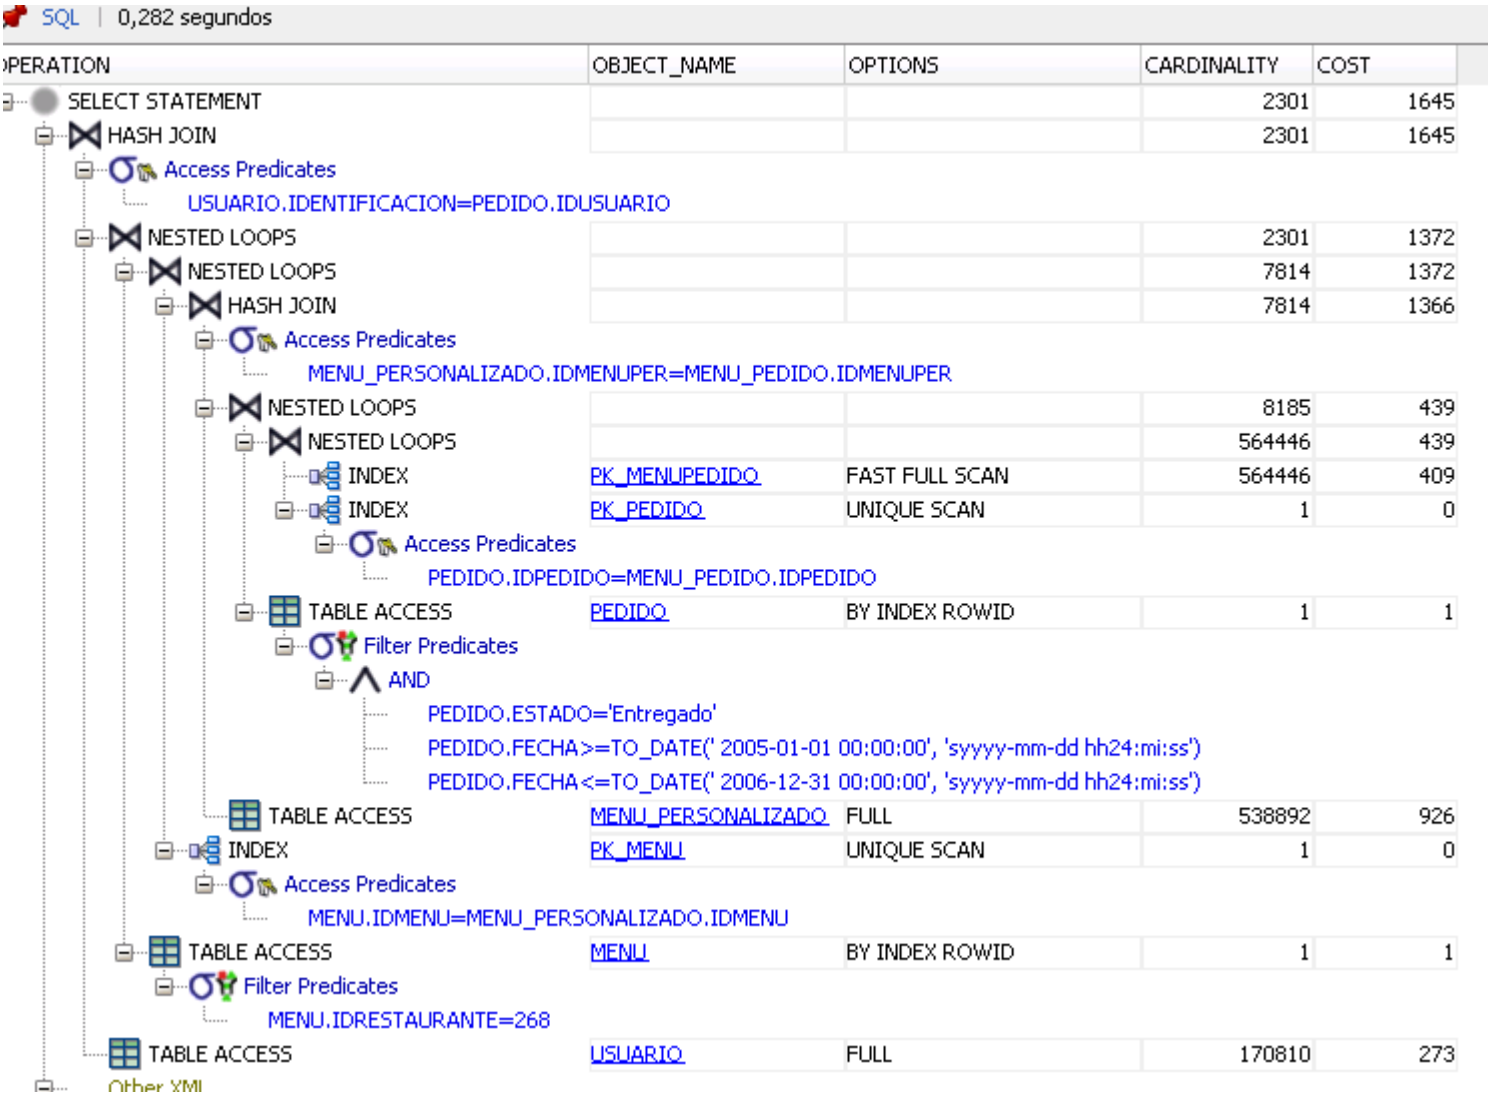 SQL | 0,282 segundos
OPERATION OBJECT_NAME OPTIONS CARDINALITY COST
SELECT STATEMENT 2301 1645
HASH JOIN 2301 1645
Access Predicates
USUARIO.IDENTIFICACION=PEDIDO.IDUSUARIO
NESTED LOOPS 2301 1372
NESTED LOOPS 7814 1372
HASH JOIN 7814 1366
Access Predicates
MENU_PERSONALIZADO.IDMENUPER=MENU_PEDIDO.IDMENUPER
NESTED LOOPS 8185 439
NESTED LOOPS 564446 439
INDEX PK_MENUPEDIDO FAST FULL SCAN 564446 409
INDEX PK_PEDIDO UNIQUE SCAN 1 0
Access Predicates
PEDIDO.IDPEDIDO=MENU_PEDIDO.IDPEDIDO
TABLE ACCESS PEDIDO BY INDEX ROWID 1 1
Filter Predicates
AND
PEDIDO.ESTADO='Entregado'
PEDIDO.FECHA>=TO_DATE(' 2005-01-01 00:00:00', 'syyyy-mm-dd hh24:mi:ss')
PEDIDO.FECHA<=TO_DATE(' 2006-12-31 00:00:00', 'syyyy-mm-dd hh24:mi:ss')
TABLE ACCESS MENU_PERSONALIZADO FULL 538892 926
INDEX PK_MENU UNIQUE SCAN 1 0
Access Predicates
MENU.IDMENU=MENU_PERSONALIZADO.IDMENU
TABLE ACCESS MENU BY INDEX ROWID 1 1
Filter Predicates
MENU.IDRESTAURANTE=268
TABLE ACCESS USUARIO FULL 170810 273
Other XML